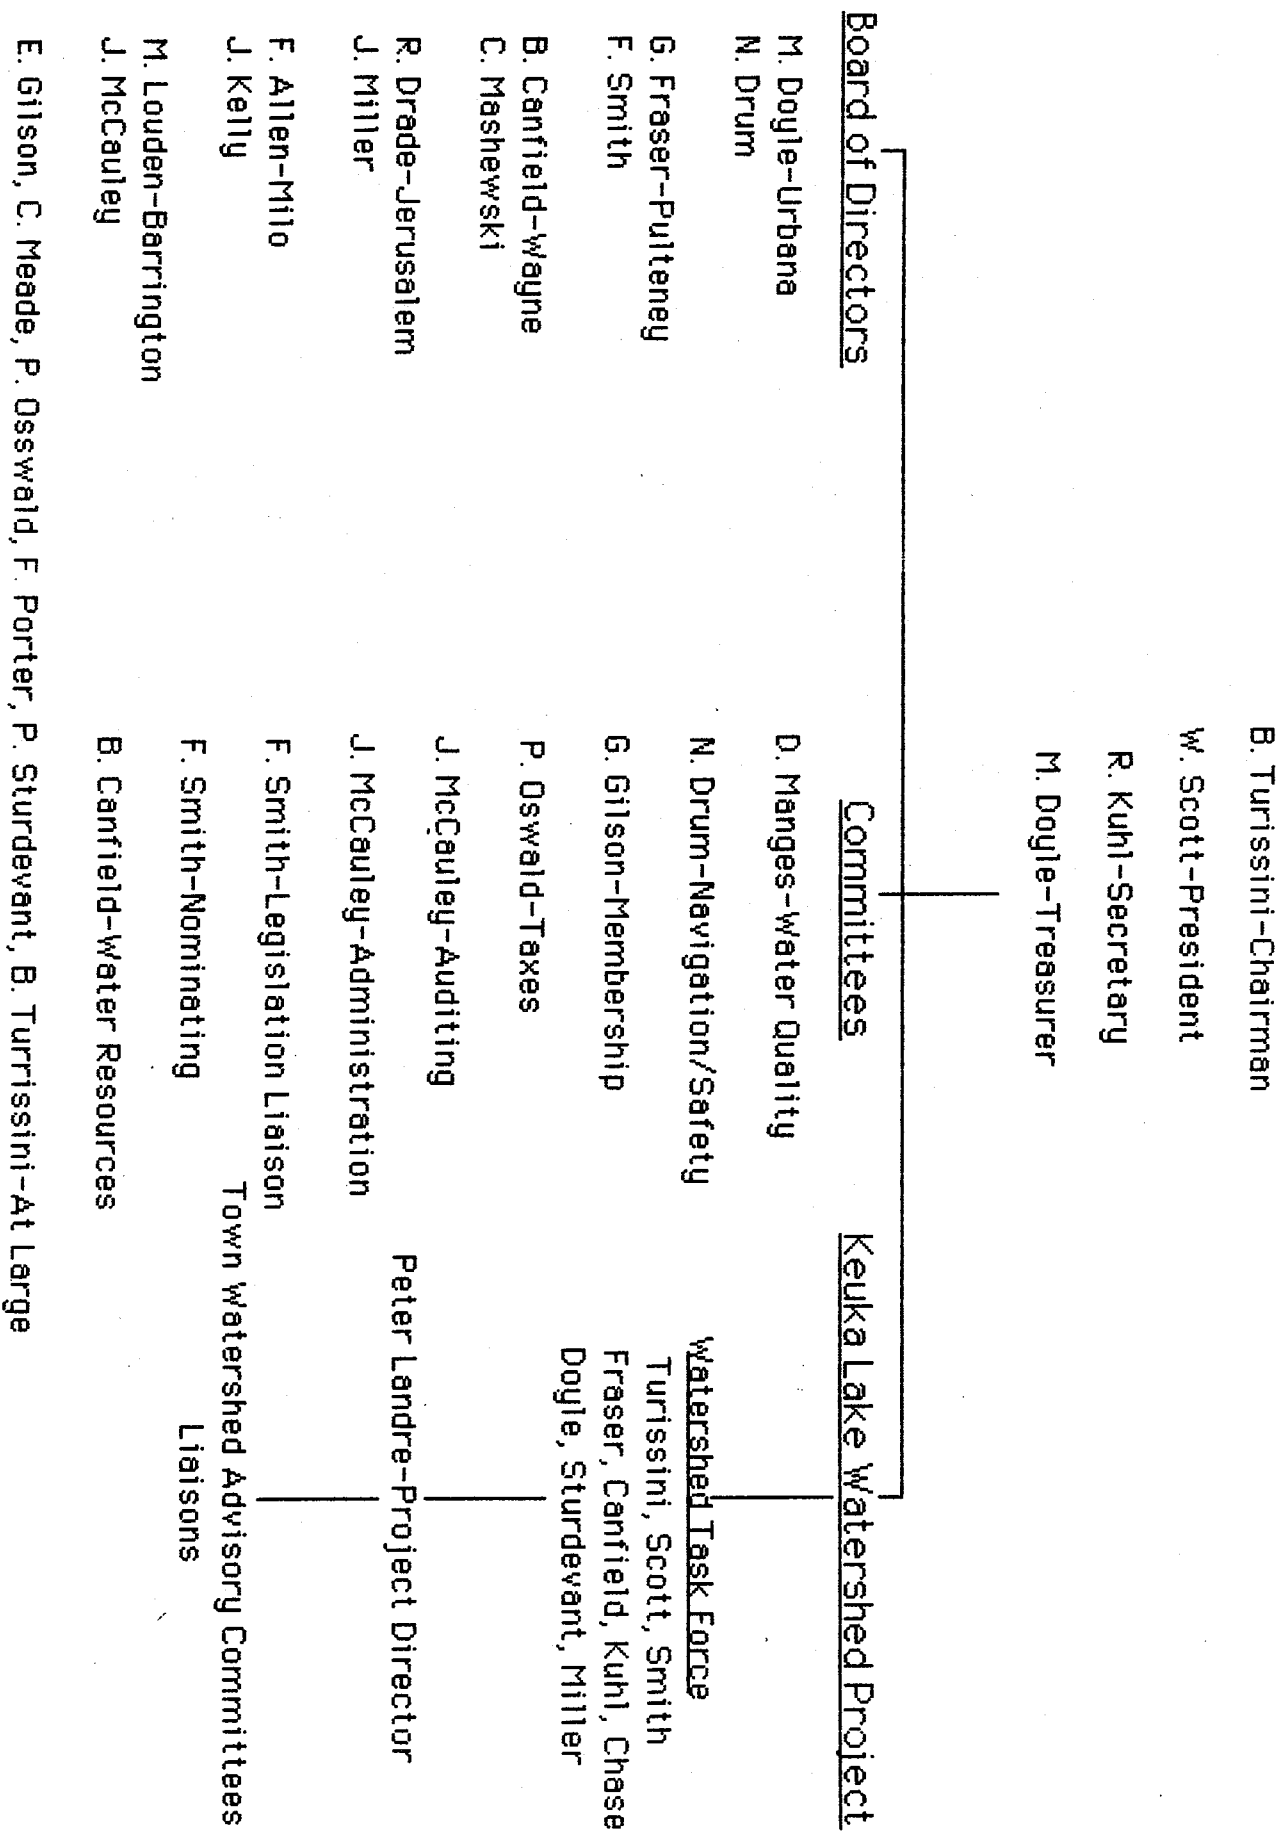 B. Turissini-Chairman
W. Scott-President
R. Kuhl-Secretary
M. Doyle-Treasurer
Board of Directors
M. Doyle-Urbana
N. Drum
G. Fraser-Pulteney
F. Smith
B. Canfield-Wayne
C. Mashewski
R. Drade-Jerusalem
J. Miller
F. Allen-Milo
J. Kelly
M. Louden-Barrington
J. McCauley
Committees
D. Manges-Water Quality
N. Drum-Navigation/Safety
G. Gilson-Membership
P. Oswald-Taxes
J. McCauley-Auditing
J. McCauley-Administration
F. Smith-Legislation Liaison
F. Smith-Nominating
B. Canfield-Water Resources
Keuka Lake Watershed Project
Watershed Task Force
Turissini, Scott, Smith
Fraser, Canfield, Kuhl, Chase
Doyle, Sturdevant, Miller
Peter Landre-Project Director
Town Watershed Advisory Committees
Liaisons
E. Gilson, C. Meade, P. Osswald, F. Porter, P. Sturdevant, B. Turrissini-At Large